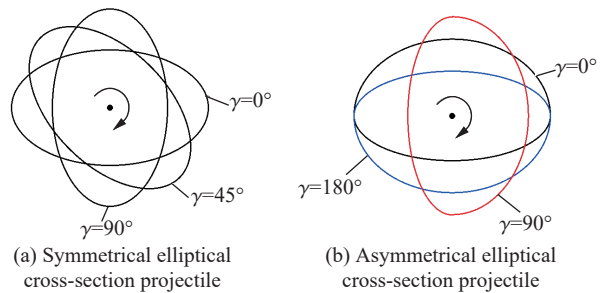 γ=0°
γ=45°
γ=90°
(a) Symmetrical elliptical
cross-section projectile
γ=0°
γ=180°
γ=90°
(b) Asymmetrical elliptical
cross-section projectile